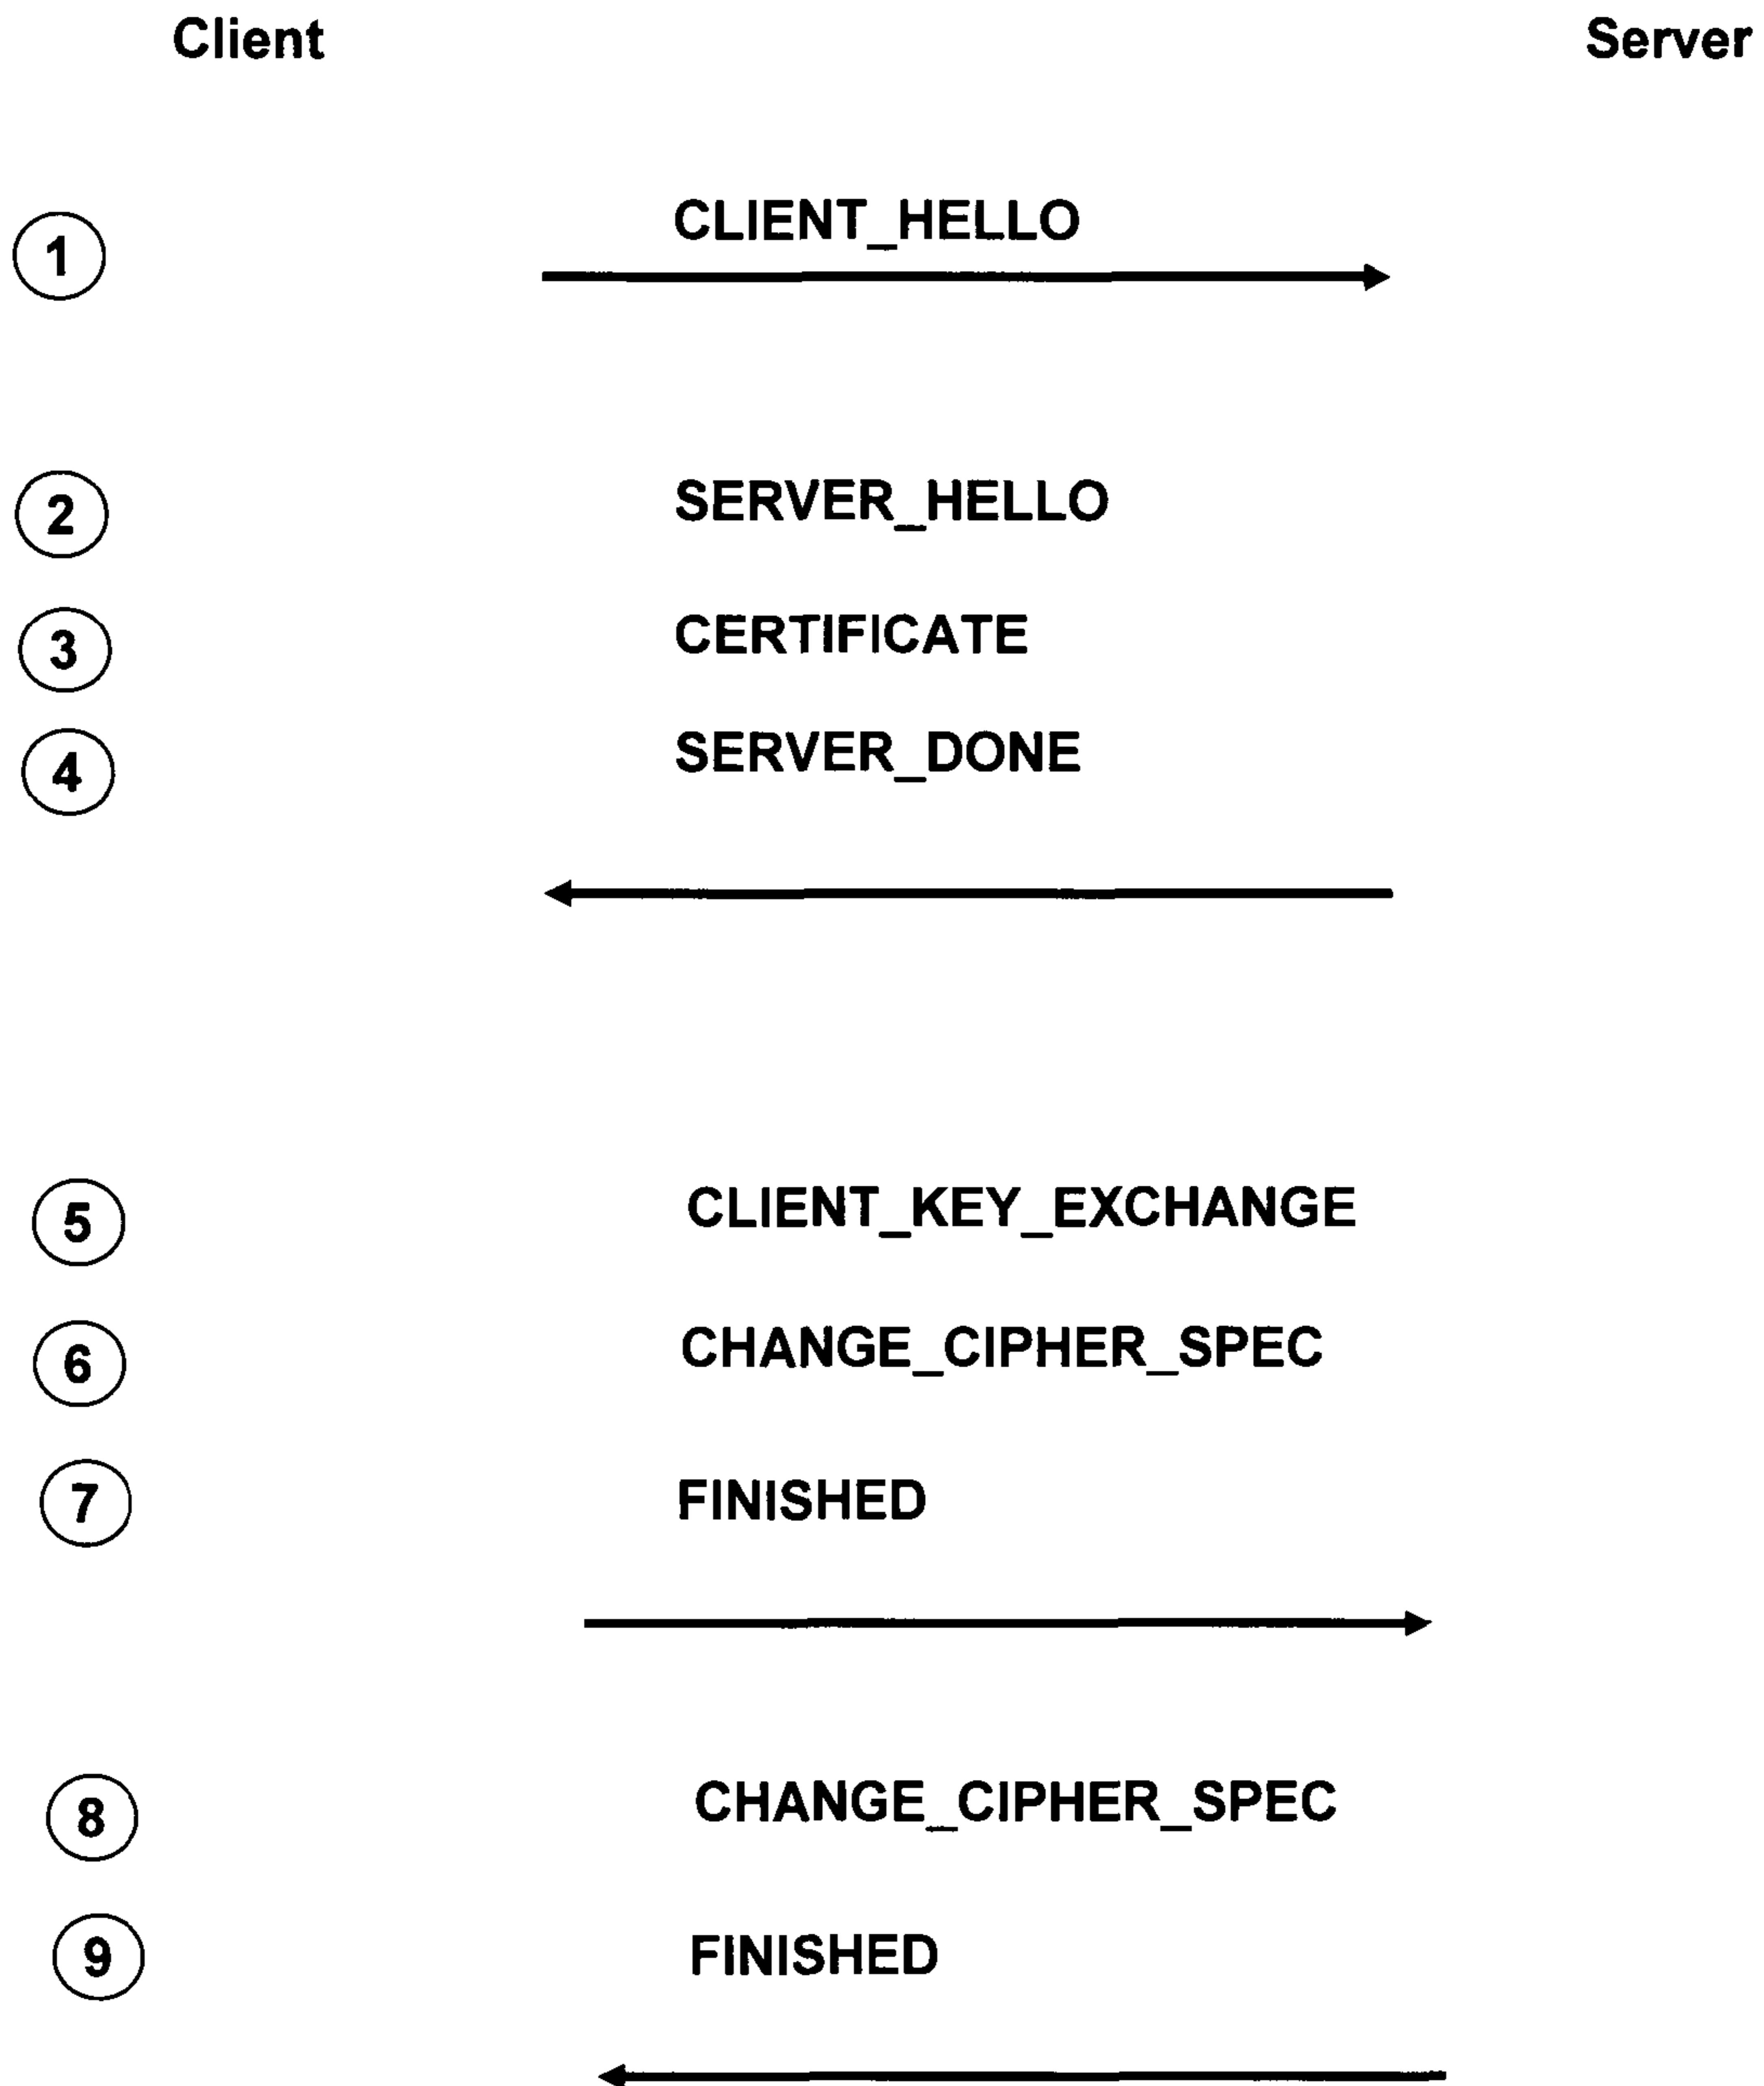 Client Server
1 CLIENT_HELLO
2 SERVER_HELLO
3 CERTIFICATE
4 SERVER_DONE
5 CLIENT_KEY_EXCHANGE
6 CHANGE_CIPHER_SPEC
7 FINISHED
8 CHANGE_CIPHER_SPEC
9 FINISHED